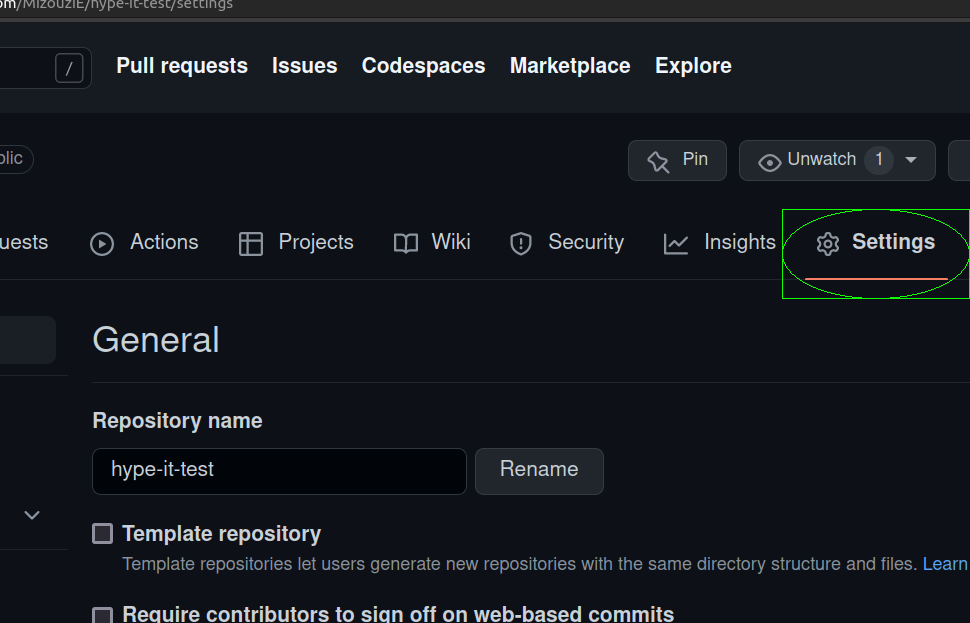 om/MizouziE/hype-it-test/settings
/ Pull requests Issues Codespaces Marketplace Explore
blic Pin Unwatch 1
uests Actions Projects Wiki Security Insights Settings
General
Repository name
hype-it-test Rename
Template repository
Template repositories let users generate new repositories with the same directory structure and files. Learn
Require contributors to sign off on web-based commits